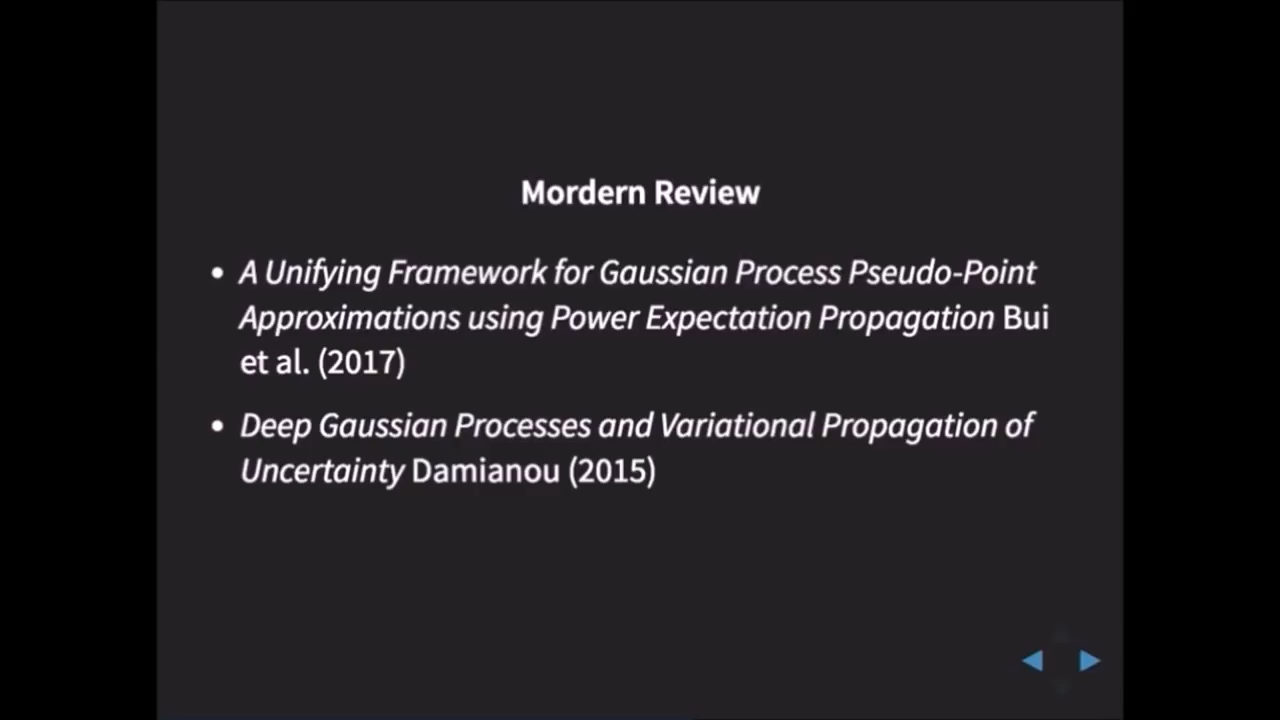 Mordern Review
• A Unifying Framework for Gaussian Process Pseudo-Point
Approximations using Power Expectation Propagation Bui
et al. (2017)
• Deep Gaussian Processes and Variational Propagation of
Uncertainty Damianou (2015)